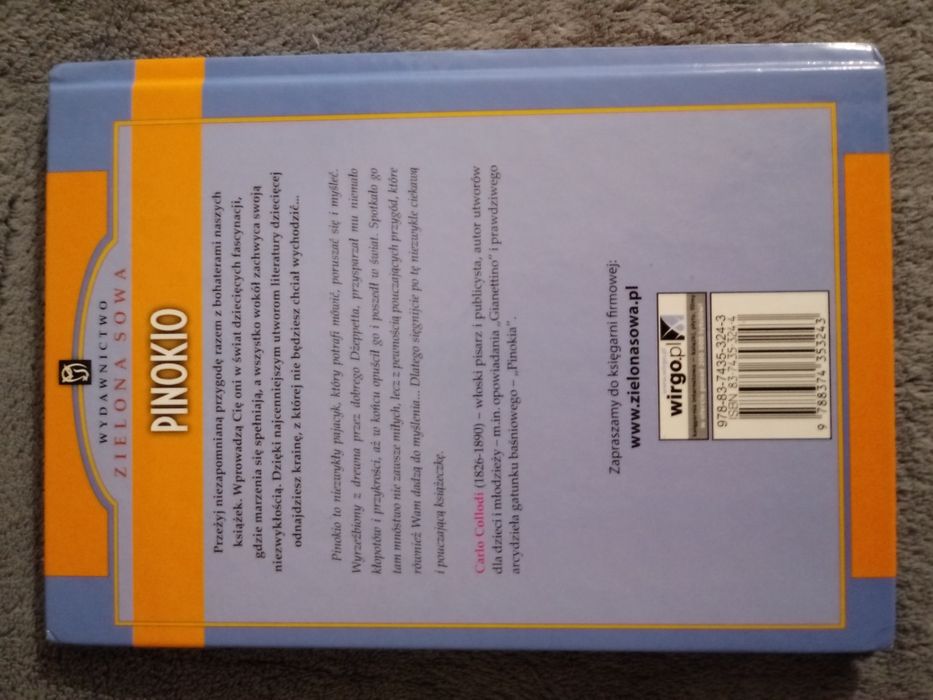 WYDAWNICTWO
ZIELONA SOWA
PINOKIO
Przeżyj niezapomnianą przygodę razem z bohaterami naszych
książek. Wprowadzą Cię oni w świat dziecięcych fascynacji,
gdzie marzenia się spełniają, a wszystko wokół zachwyca swoją
niezwykłością. Dzięki najcenniejszym utworom literatury dziecięcej
odnajdziesz krainę, z której nie będziesz chciał wychodzić...
Pinokio to niezwykły pajacyk, który potrafi mówić, poruszać się i myśleć.
Wyrzeźbiony z drewna przez dobrego Dżeppetta, przysparzał mu niemało
kłopotów i przykrości, aż w końcu opuścił go i poszedł w świat. Spotkało go
tam mnóstwo nie zawsze miłych, lecz z pewnością pouczających przygód, które
również Wam dadzą do myślenia... Dlatego sięgnijcie po tę niezwykle ciekawą
i pouczającą książeczkę.
Carlo Collodi (1826-1890) – włoski pisarz i publicysta, autor utworów
dla dzieci i młodzieży – m.in. opowiadania „Gianettino" i prawdziwego
arcydzieła gatunku baśniowego – „Pinokia".
Zapraszamy do księgarni firmowej:
www.zielonasowa.pl
wirgo.pl
978-83-7435-324-3
ISBN 83-7435-324-4
9 788374 353243